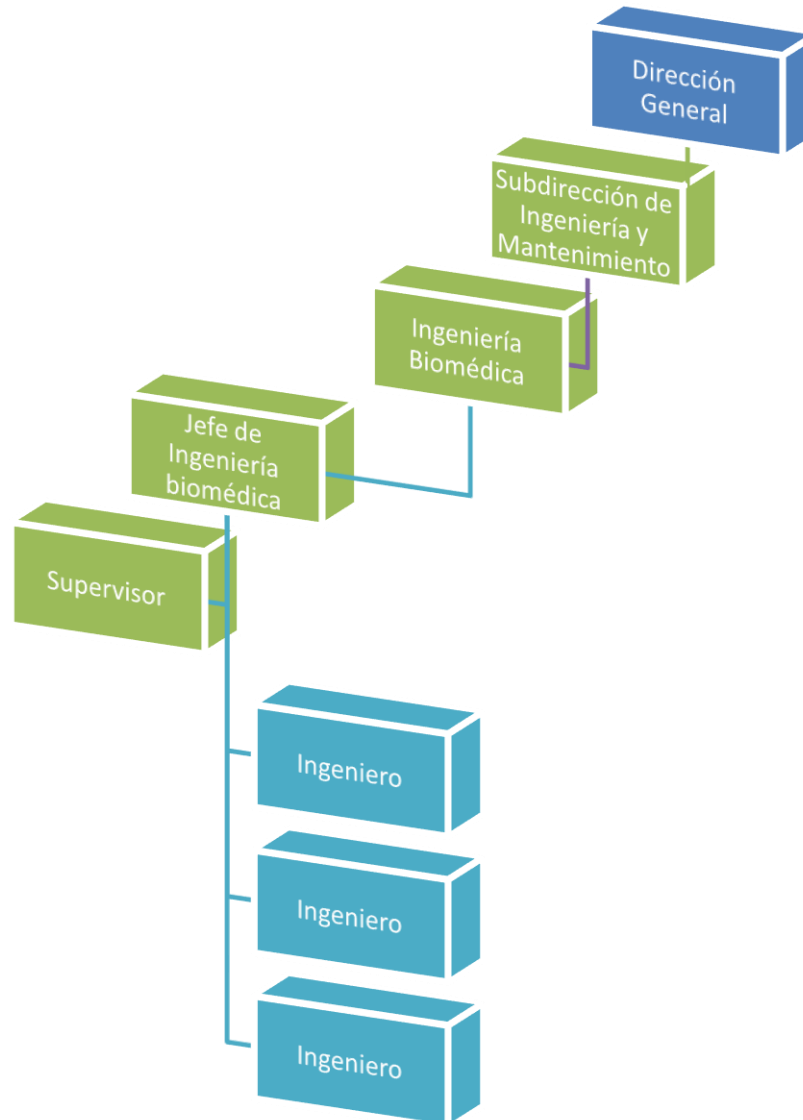 Dirección
General
Subdirección de
Ingeniería y
Mantenimiento
Ingeniería
Biomédica
Jefe de
Ingeniería
biomédica
Supervisor
Ingeniero
Ingeniero
Ingeniero